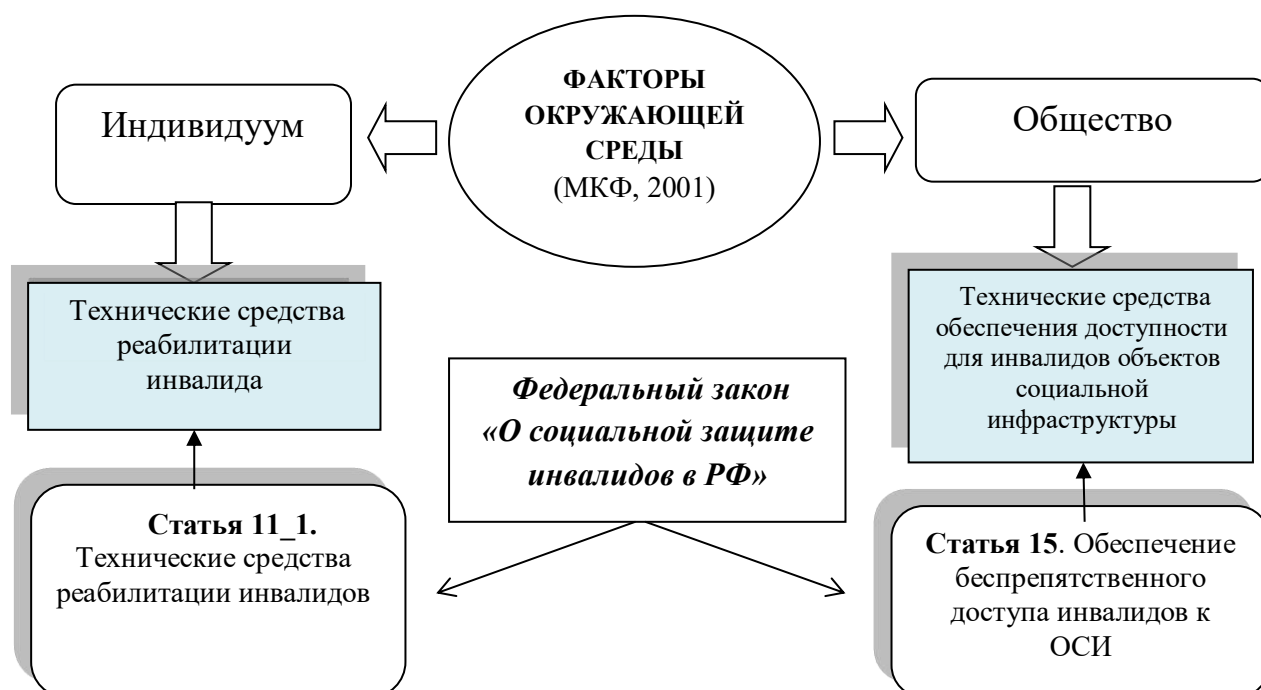 ФАКТОРЫ
ОКРУЖАЮЩЕЙ
СРЕДЫ
(МКФ, 2001)
Индивидуум
Общество
Технические средства
реабилитации
инвалида
Технические средства
обеспечения доступности
для инвалидов объектов
социальной
инфраструктуры
Федеральный закон
«О социальной защите
инвалидов в РФ»
Статья 11_1.
Технические средства
реабилитации инвалидов
Статья 15. Обеспечение
беспрепятственного
доступа инвалидов к
ОСИ